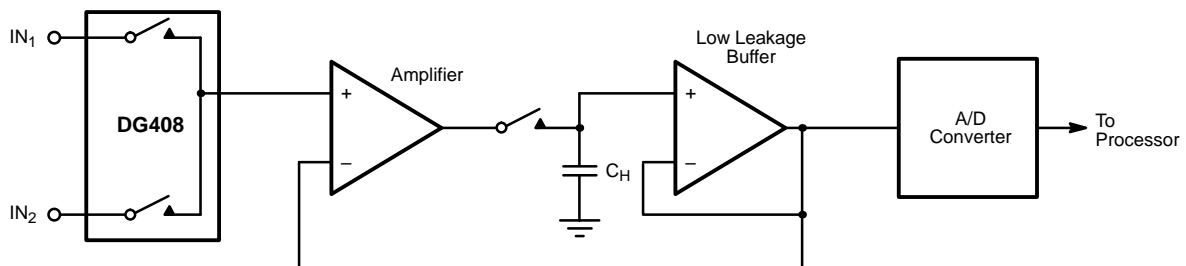 IN1
DG408
IN2
Amplifier
+
−
CH
Low Leakage
Buffer
+
−
A/D
Converter
To
Processor